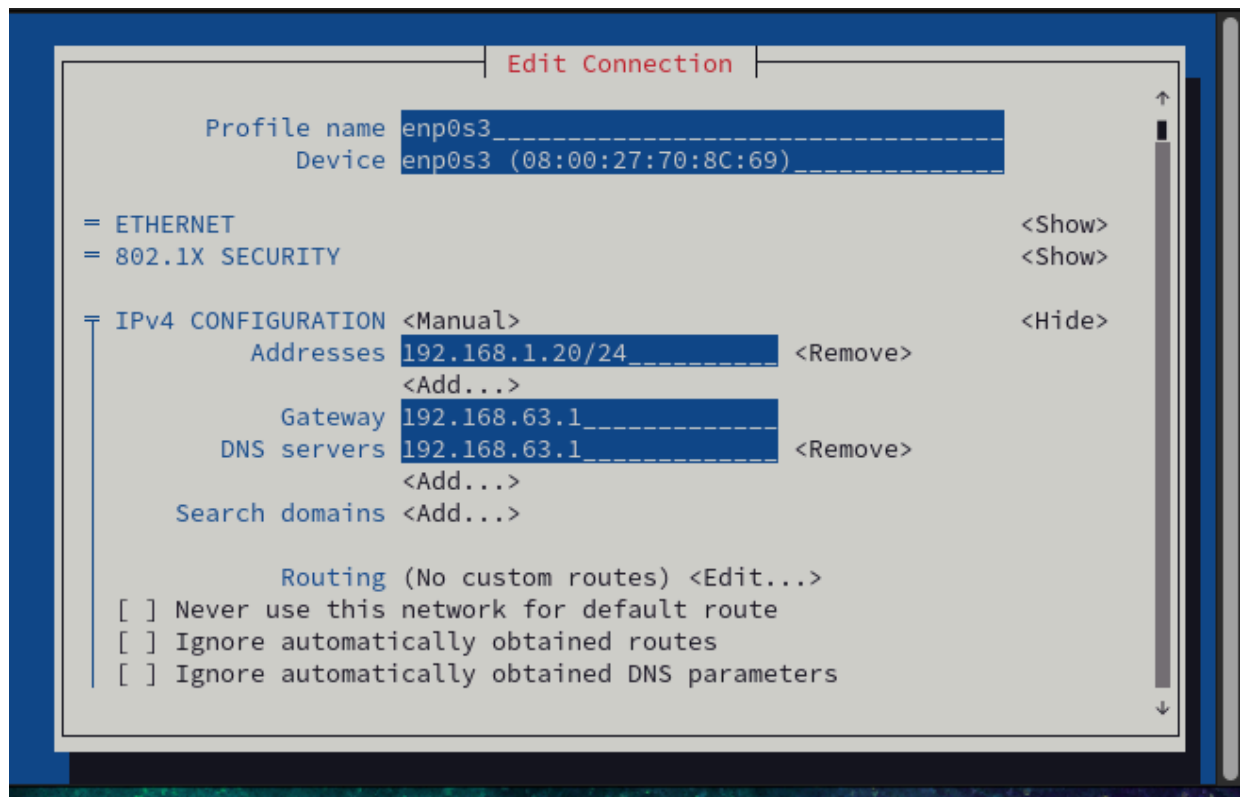 Edit Connection
Profile name enp0s3
Device enp0s3 (08:00:27:70:8C:69)
= ETHERNET <Show>
= 802.1X SECURITY <Show>
= IPv4 CONFIGURATION <Manual> <Hide>
Addresses 192.168.1.20/24 <Remove>
<Add...>
Gateway 192.168.63.1
DNS servers 192.168.63.1 <Remove>
<Add...>
Search domains <Add...>
Routing (No custom routes) <Edit...>
[ ] Never use this network for default route
[ ] Ignore automatically obtained routes
[ ] Ignore automatically obtained DNS parameters